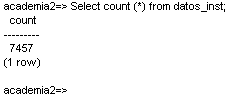 academia2=> Select count (*) from datos_inst;
count
---------
7457
(1 row)
academia2=>